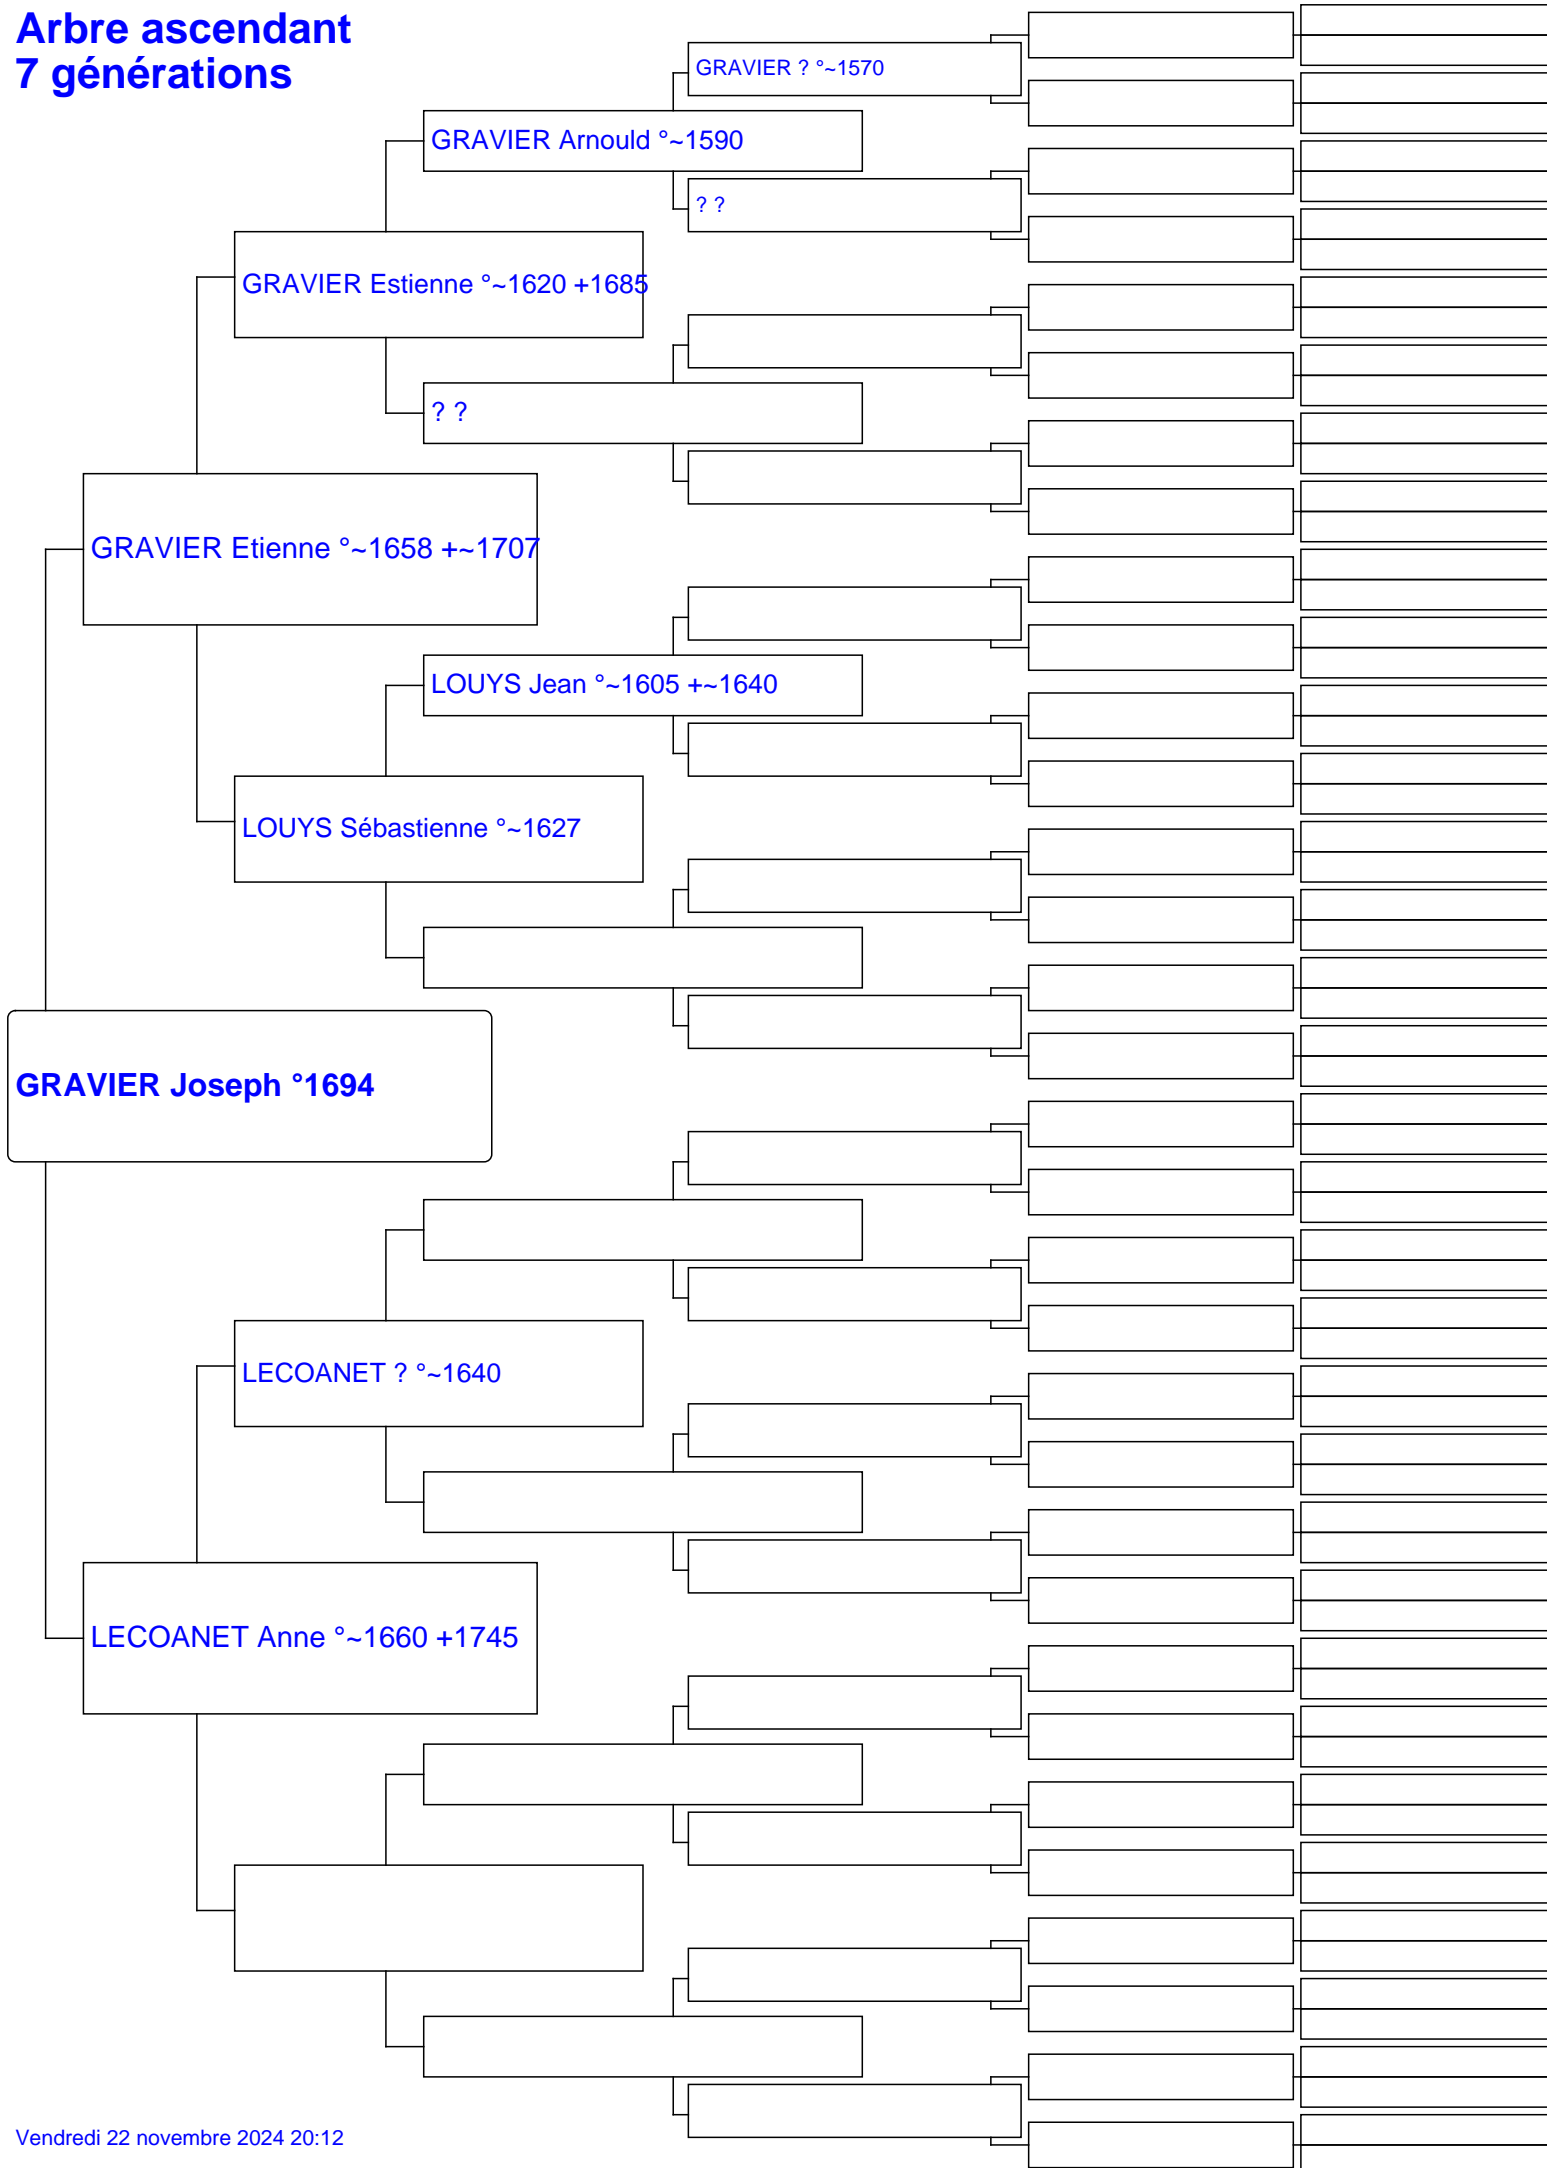 Arbre ascendant
7 générations
GRAVIER ? °~1570
GRAVIER Arnould °~1590
? ?
GRAVIER Estienne °~1620 +1685
? ?
GRAVIER Etienne °~1658 +~1707
LOUYS Jean °~1605 +~1640
LOUYS Sébastienne °~1627
GRAVIER Joseph °1694
LECOANET ? °~1640
LECOANET Anne °~1660 +1745
Vendredi 22 novembre 2024 20:12